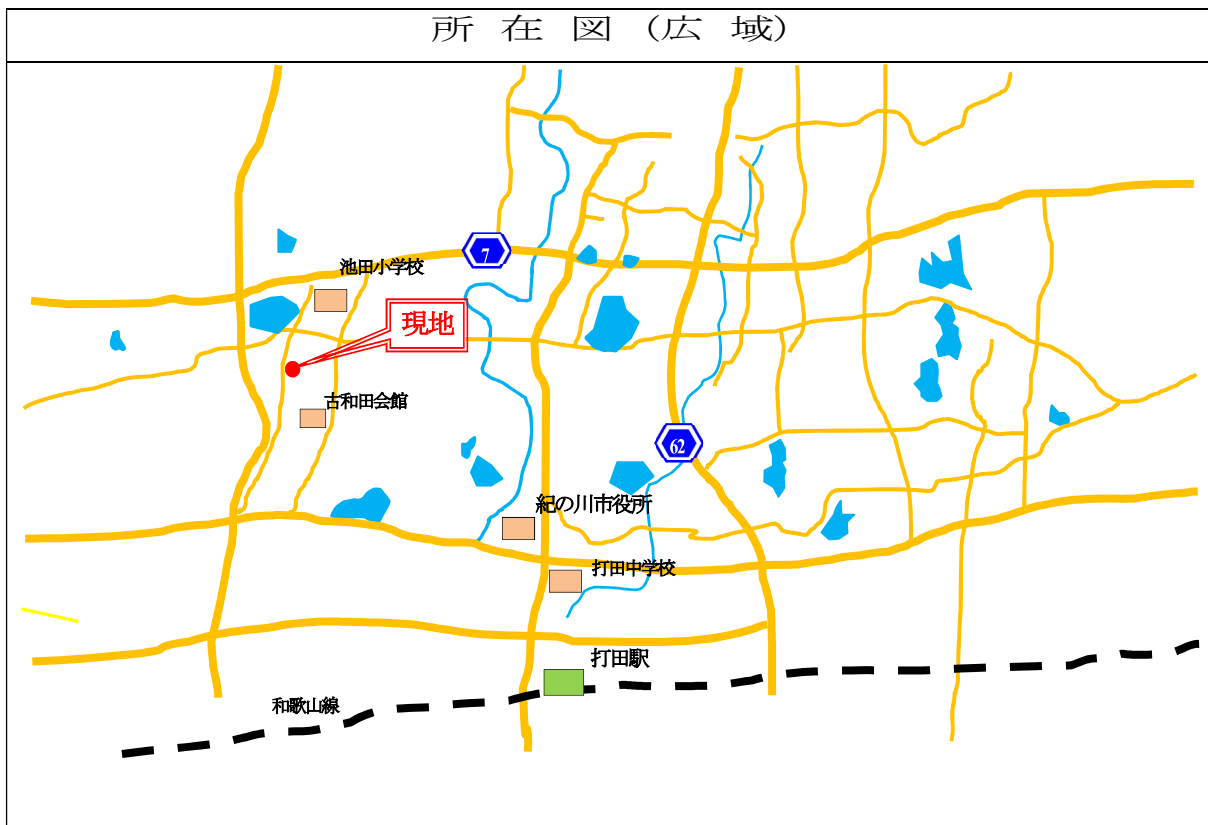 所 在 図 (広 域)
7
池田小学校
現地
古和田会館
62
紀の川市役所
打田中学校
打田駅
和歌山線